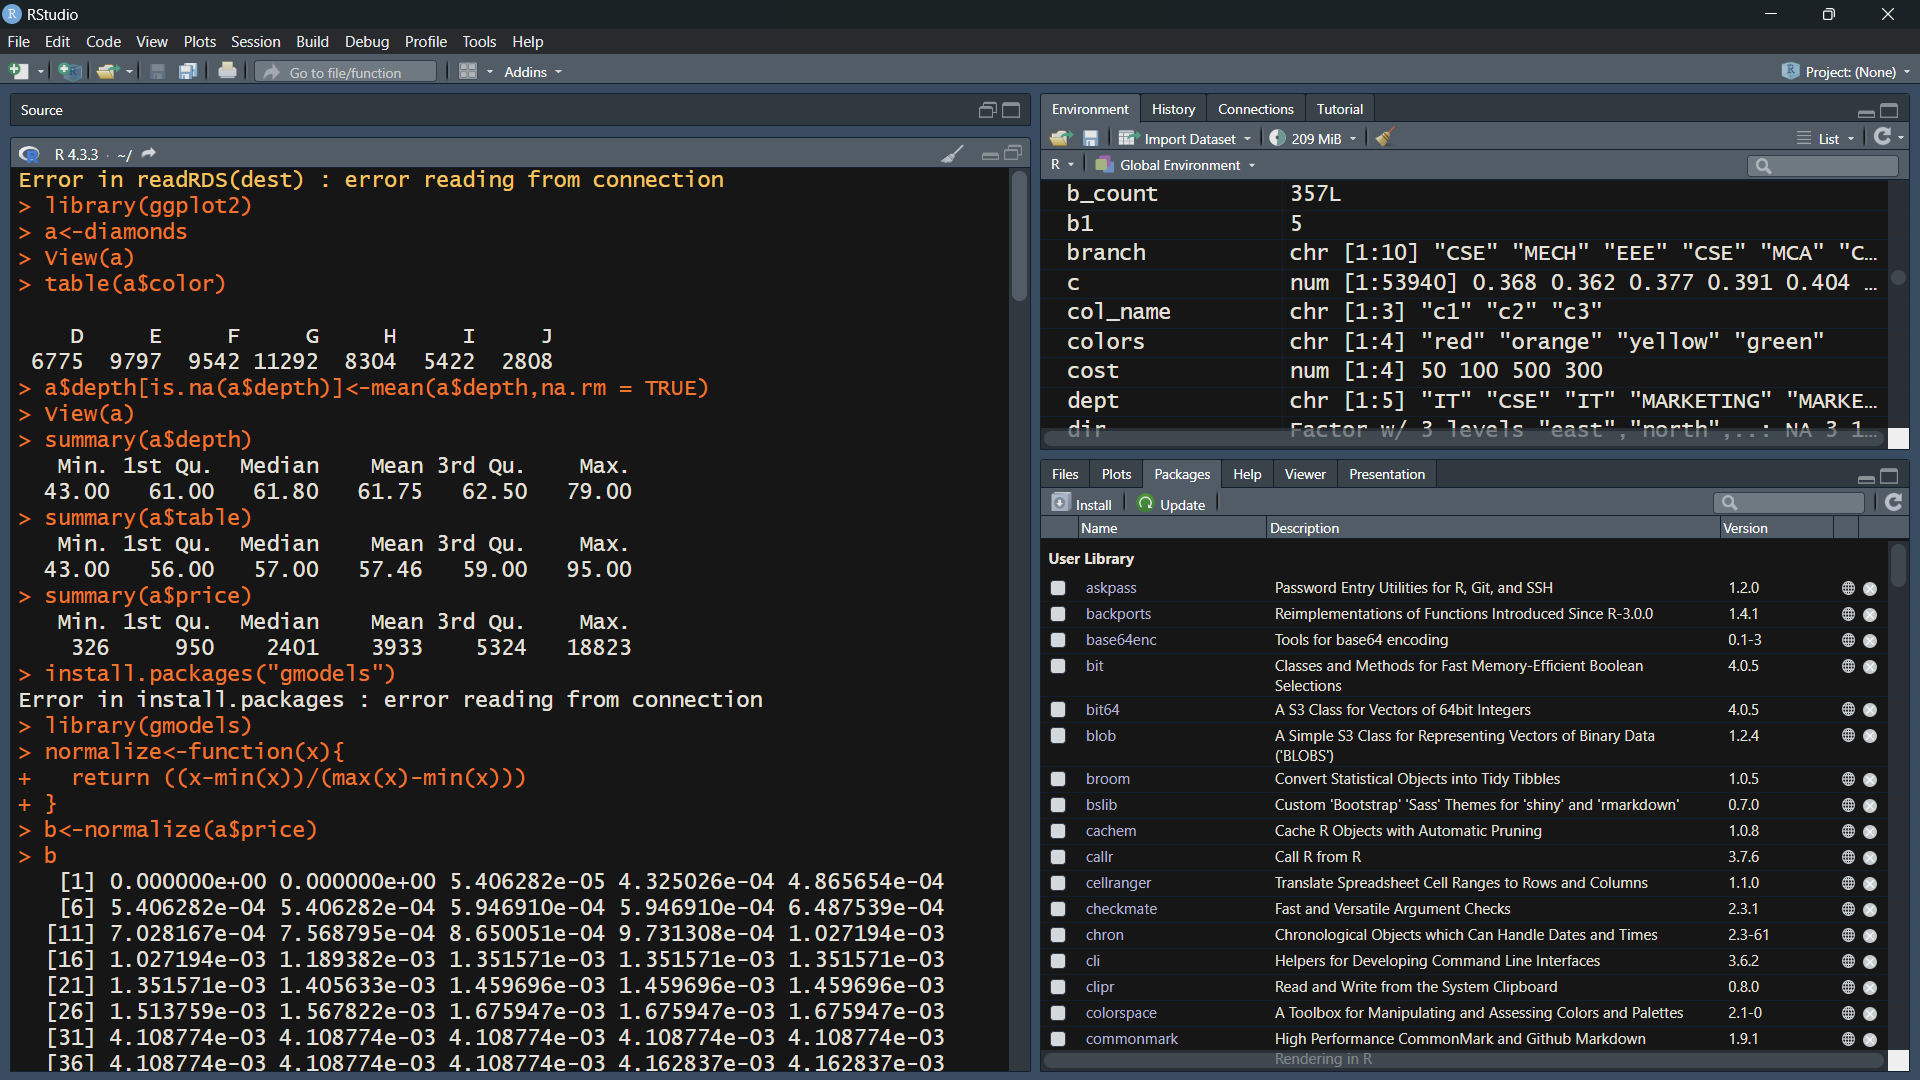 RStudio
File Edit Code View Plots Session Build Debug Profile Tools Help
Go to file/function Addins Project: (None)
Source
R 4.3.3 · ~/
Error in readRDS(dest) : error reading from connection
> library(ggplot2)
> a<-diamonds
> View(a)
> table(a$color)
D E F G H I J
6775 9797 9542 11292 8304 5422 2808
> a$depth[is.na(a$depth)]<-mean(a$depth,na.rm = TRUE)
> View(a)
> summary(a$depth)
Min. 1st Qu. Median Mean 3rd Qu. Max.
43.00 61.00 61.80 61.75 62.50 79.00
> summary(a$table)
Min. 1st Qu. Median Mean 3rd Qu. Max.
43.00 56.00 57.00 57.46 59.00 95.00
> summary(a$price)
Min. 1st Qu. Median Mean 3rd Qu. Max.
326 950 2401 3933 5324 18823
> install.packages("gmodels")
Error in install.packages : error reading from connection
> library(gmodels)
> normalize<-function(x){
+ return ((x-min(x))/(max(x)-min(x)))
+ }
> b<-normalize(a$price)
> b
[1] 0.000000e+00 0.000000e+00 5.406282e-05 4.325026e-04 4.865654e-04
[6] 5.406282e-04 5.406282e-04 5.946910e-04 5.946910e-04 6.487539e-04
[11] 7.028167e-04 7.568795e-04 8.650051e-04 9.731308e-04 1.027194e-03
[16] 1.027194e-03 1.189382e-03 1.351571e-03 1.351571e-03 1.351571e-03
[21] 1.351571e-03 1.405633e-03 1.459696e-03 1.459696e-03 1.459696e-03
[26] 1.513759e-03 1.567822e-03 1.675947e-03 1.675947e-03 1.675947e-03
[31] 4.108774e-03 4.108774e-03 4.108774e-03 4.108774e-03 4.108774e-03
[36] 4.108774e-03 4.108774e-03 4.108774e-03 4.162837e-03 4.162837e-03
Environment History Connections Tutorial
Import Dataset 209 MiB List
R Global Environment
b_count 357L
b1 5
branch chr [1:10] "CSE" "MECH" "EEE" "CSE" "MCA" "C…
c num [1:53940] 0.368 0.362 0.377 0.391 0.404 …
col_name chr [1:3] "c1" "c2" "c3"
colors chr [1:4] "red" "orange" "yellow" "green"
cost num [1:4] 50 100 500 300
dept chr [1:5] "IT" "CSE" "IT" "MARKETING" "MARKE…
dir Factor w/ 3 levels "east","north",..: NA 3 1…
Files Plots Packages Help Viewer Presentation
Install Update
Name Description Version
User Library
askpass Password Entry Utilities for R, Git, and SSH 1.2.0
backports Reimplementations of Functions Introduced Since R-3.0.0 1.4.1
base64enc Tools for base64 encoding 0.1-3
bit Classes and Methods for Fast Memory-Efficient Boolean 4.0.5
Selections
bit64 A S3 Class for Vectors of 64bit Integers 4.0.5
blob A Simple S3 Class for Representing Vectors of Binary Data 1.2.4
('BLOBS')
broom Convert Statistical Objects into Tidy Tibbles 1.0.5
bslib Custom 'Bootstrap' 'Sass' Themes for 'shiny' and 'rmarkdown' 0.7.0
cachem Cache R Objects with Automatic Pruning 1.0.8
callr Call R from R 3.7.6
cellranger Translate Spreadsheet Cell Ranges to Rows and Columns 1.1.0
checkmate Fast and Versatile Argument Checks 2.3.1
chron Chronological Objects which Can Handle Dates and Times 2.3-61
cli Helpers for Developing Command Line Interfaces 3.6.2
clipr Read and Write from the System Clipboard 0.8.0
colorspace A Toolbox for Manipulating and Assessing Colors and Palettes 2.1-0
commonmark High Performance CommonMark and Github Markdown 1.9.1
Rendering in R